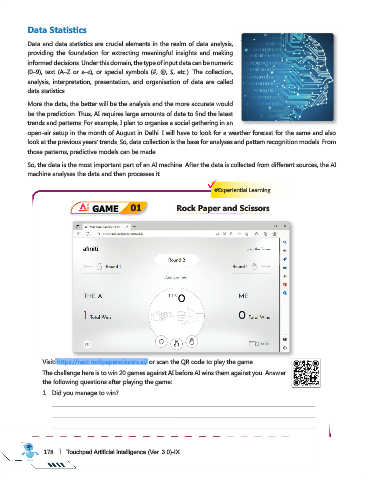 Data Statistics
Data and data statistics are crucial elements in the realm of data analysis,
providing the foundation for extracting meaningful insights and making
informed decisions. Under this domain, the type of input data can be numeric
(0–9), text (A–Z or a–z), or special symbols (#, @, $, etc.). The collection,
analysis, interpretation, presentation, and organisation of data are called
data statistics.
More the data, the better will be the analysis and the more accurate would
be the prediction. Thus, AI requires large amounts of data to find the latest
trends and patterns. For example, I plan to organise a social gathering in an
open-air setup in the month of August in Delhi. I will have to look for a weather forecast for the same and also
look at the previous years' trends. So, data collection is the base for analyses and pattern recognition models. From
those patterns, predictive models can be made.
So, the data is the most important part of an AI machine. After the data is collected from different sources, the AI
machine analyses the data and then processes it.
#Experiential Learning
AI GAME 01 Rock Paper and Scissors
afiniti
Round 3
Round
Round
THE A ME
0
1 Total Wins 0 Total Wins
Visit or scan the QR code to play the game.
The challenge here is to win 20 games against AI before AI wins them against you. Answer
the following questions after playing the game:
1. Did you manage to win?
178 | Touchpad Artificial Intelligence (Ver. 3.0)-IX